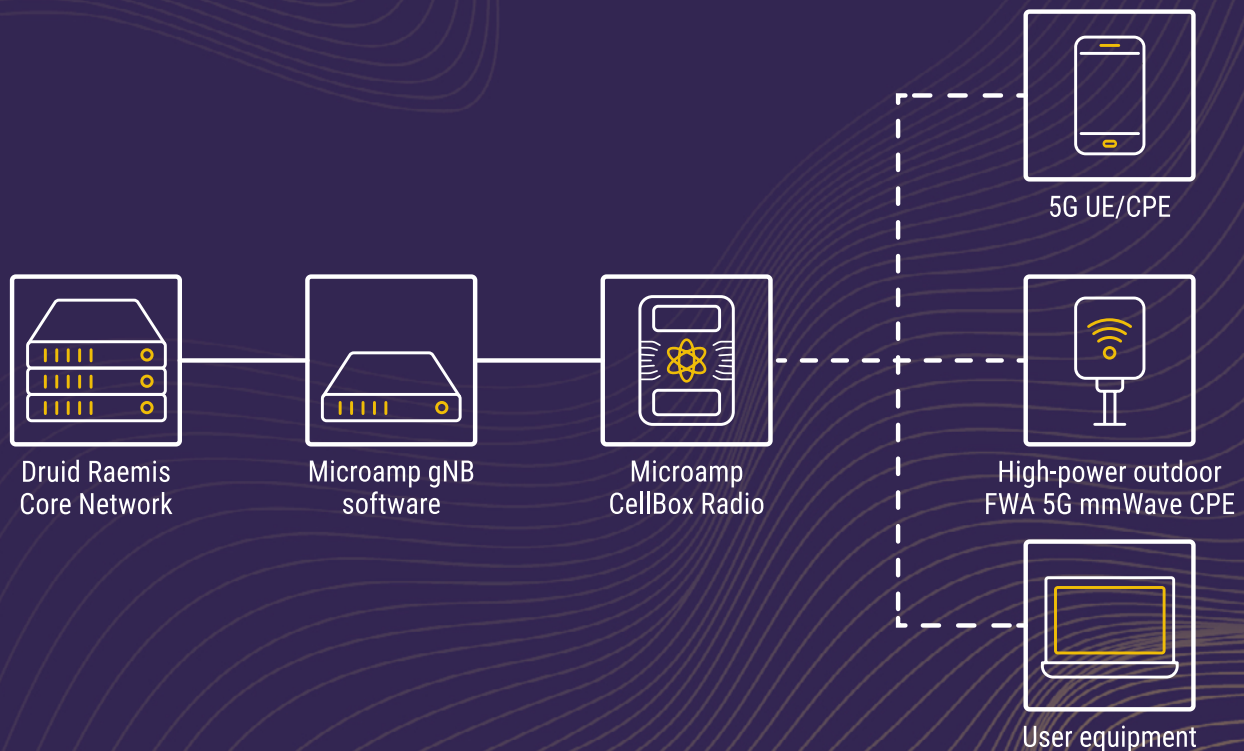 5G UE/CPE
Druid Raemis
Core Network
Microamp gNB
software
Microamp
CellBox Radio
High-power outdoor
FWA 5G mmWave CPE
User equipment